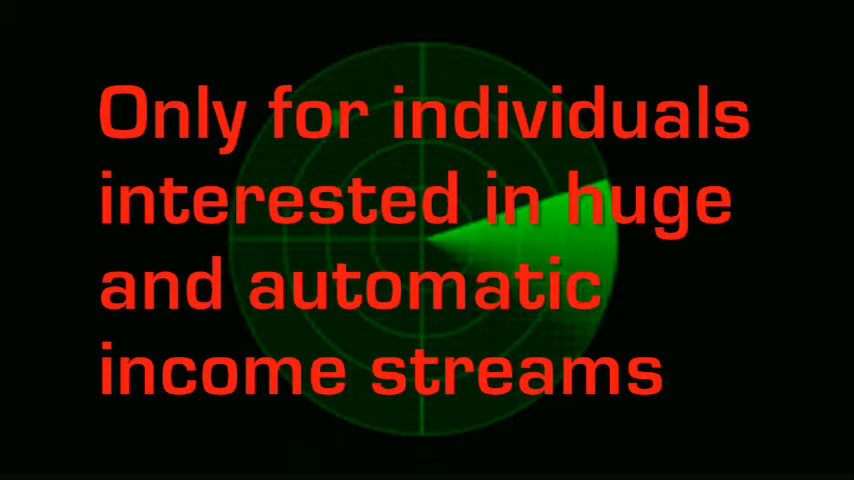 Only for individuals
interested in huge
and automatic
income streams